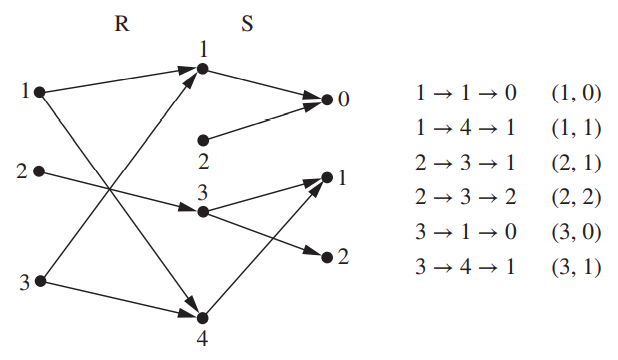 R S
1
1
0
2
2
3
1
3
2
4
1 → 1 → 0 (1, 0)
1 → 4 → 1 (1, 1)
2 → 3 → 1 (2, 1)
2 → 3 → 2 (2, 2)
3 → 1 → 0 (3, 0)
3 → 4 → 1 (3, 1)